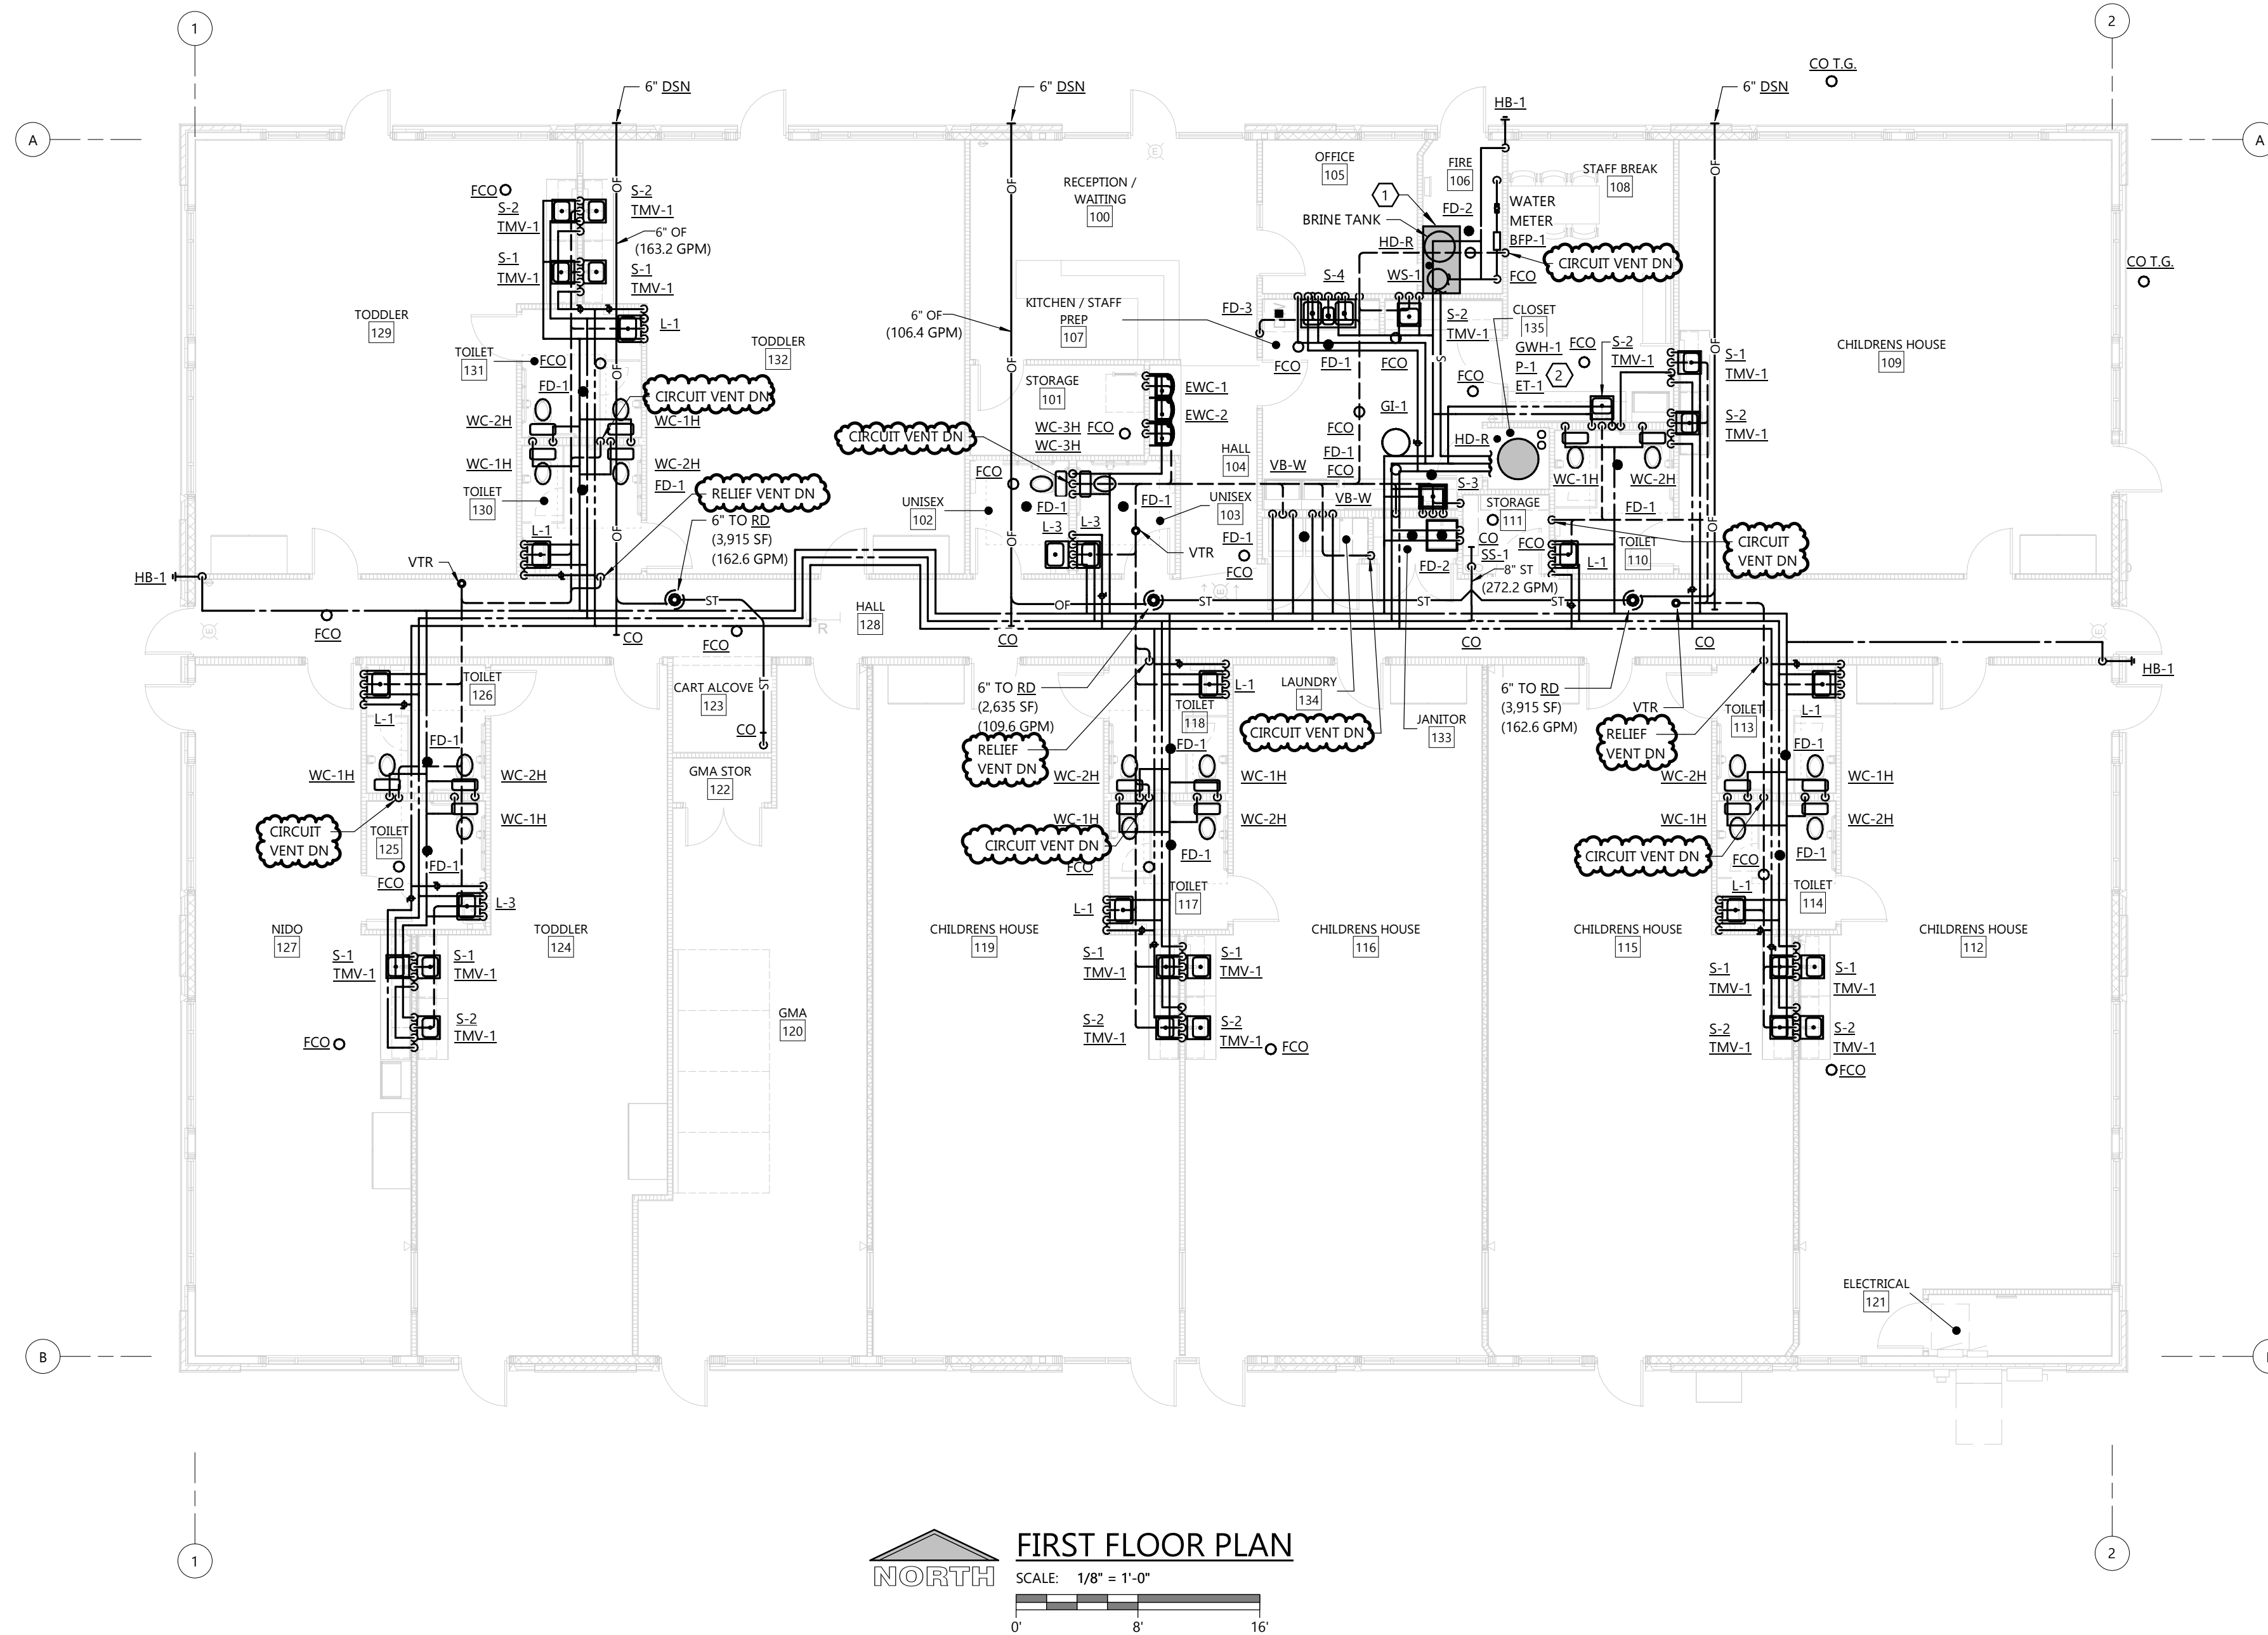 1
2
CO T.G.
6" DSN
6" DSN
6" DSN
HB-1
A
A
OFFICE
105
FIRE
106
STAFF BREAK
108
RECEPTION /
WAITING
100
FCO
S-2
TMV-1
S-2
TMV-1
OF
OF
OF
1
WATER
METER
BFP-1
FD-2
BRINE TANK
HD-R
WS-1
FCO
CIRCUIT VENT DN
CO T.G.
6" OF
(163.2 GPM)
S-1
TMV-1
S-1
TMV-1
S-4
FD-3
KITCHEN / STAFF
PREP
107
6" OF
(106.4 GPM)
S-2
TMV-1
CLOSET
135
GWH-1
P-1
ET-1
2
FCO
S-2
TMV-1
S-1
TMV-1
CHILDRENS HOUSE
109
TODDLER
129
L-1
TODDLER
132
TOILET
131
FCO
FD-1
OF
OF
OF
S
FCO
FD-1
FCO
FCO
STORAGE
101
EWC-1
EWC-2
CIRCUIT VENT DN
WC-2H
WC-1H
WC-3H
WC-3H
FCO
CIRCUIT VENT DN
GI-1
FCO
FD-1
FCO
HD-R
S-2
TMV-1
HALL
104
VB-W
VB-W
WC-1H
WC-2H
FD-1
RELIEF VENT DN
WC-1H
WC-2H
TOILET
130
FCO
FD-1
FD-1
UNISEX
102
UNISEX
103
L-3
L-3
S-3
STORAGE
111
FD-1
L-1
OF
OF
OF
6" TO RD
(3,915 SF)
(162.6 GPM)
VTR
VTR
FD-1
FCO
CO
SS-1
FD-2
FCO
L-1
TOILET
110
CIRCUIT
VENT DN
8" ST
(272.2 GPM)
HB-1
FCO
ST
OF
ST
ST
ST
HALL
128
R
CO
FCO
CO
CO
CO
HB-1
TOILET
126
L-1
CART ALCOVE
123
ST
CO
6" TO RD
(2,635 SF)
(109.6 GPM)
L-1
TOILET
118
LAUNDRY
134
JANITOR
133
6" TO RD
(3,915 SF)
(162.6 GPM)
VTR
TOILET
113
L-1
RELIEF
VENT DN
CIRCUIT VENT DN
RELIEF
VENT DN
FD-1
FD-1
FD-1
WC-1H
WC-2H
GMA STOR
122
WC-2H
WC-1H
WC-2H
WC-1H
WC-1H
WC-1H
WC-2H
WC-1H
WC-2H
CIRCUIT
VENT DN
TOILET
125
FD-1
FCO
CIRCUIT VENT DN
FCO
FD-1
CIRCUIT VENT DN
FCO
FD-1
L-3
L-1
TOILET
117
L-1
TOILET
114
NIDO
127
TODDLER
124
CHILDRENS HOUSE
119
CHILDRENS HOUSE
116
CHILDRENS HOUSE
115
CHILDRENS HOUSE
112
S-1
TMV-1
S-1
TMV-1
S-1
TMV-1
S-1
TMV-1
S-1
TMV-1
S-1
TMV-1
GMA
120
S-2
TMV-1
S-2
TMV-1
S-2
TMV-1
S-2
TMV-1
S-2
TMV-1
FCO
FCO
FCO
ELECTRICAL
121
B
1
2
FIRST FLOOR PLAN
NORTH
SCALE: 1/8" = 1'-0"
0'
8'
16'